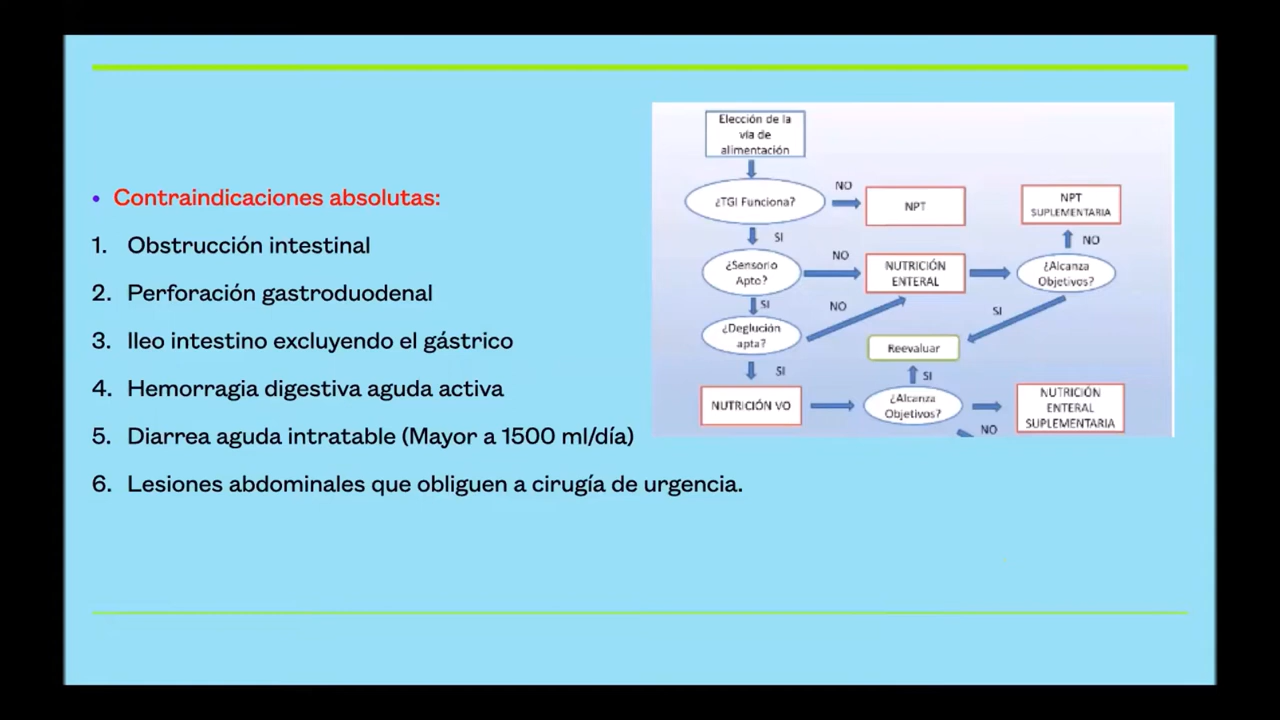 • Contraindicaciones absolutas:
1. Obstrucción intestinal
2. Perforación gastroduodenal
3. Ileo intestino excluyendo el gástrico
4. Hemorragia digestiva aguda activa
5. Diarrea aguda intratable (Mayor a 1500 ml/día)
6. Lesiones abdominales que obliguen a cirugía de urgencia.
Elección de la
vía de
alimentación
¿TGI Funciona?
NO
NPT
NPT
SUPLEMENTARIA
SI
NO
¿Sensorio
Apto?
NO
NUTRICIÓN
ENTERAL
¿Alcanza
Objetivos?
SI
NO
SI
¿Deglución
apta?
Reevaluar
SI
SI
NUTRICIÓN VO
¿Alcanza
Objetivos?
NUTRICIÓN
ENTERAL
SUPLEMENTARIA
NO